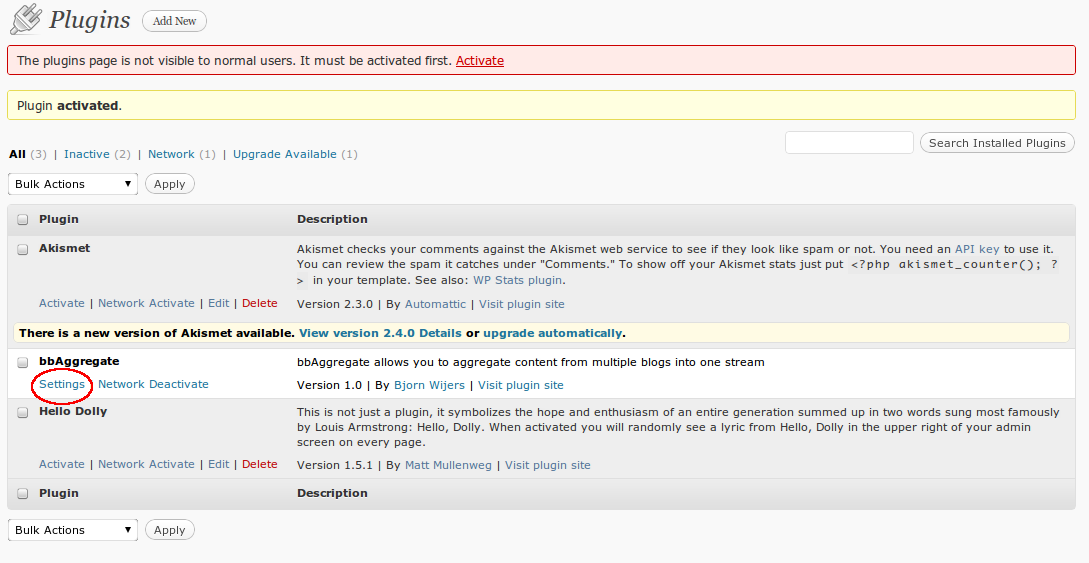 Plugins Add New
The plugins page is not visible to normal users. It must be activated first. Activate
Plugin activated.
All (3) | Inactive (2) | Network (1) | Upgrade Available (1)
Search Installed Plugins
Bulk Actions Apply
Plugin Description
Akismet Akismet checks your comments against the Akismet web service to see if they look like spam or not. You need an API key to use it.
You can review the spam it catches under "Comments." To show off your Akismet stats just put <?php akismet_counter(); ?
> in your template. See also: WP Stats plugin.
Activate | Network Activate | Edit | Delete Version 2.3.0 | By Automattic | Visit plugin site
There is a new version of Akismet available. View version 2.4.0 Details or upgrade automatically.
bbAggregate bbAggregate allows you to aggregate content from multiple blogs into one stream
Settings Network Deactivate Version 1.0 | By Bjorn Wijers | Visit plugin site
Hello Dolly This is not just a plugin, it symbolizes the hope and enthusiasm of an entire generation summed up in two words sung most famously
by Louis Armstrong: Hello, Dolly. When activated you will randomly see a lyric from Hello, Dolly in the upper right of your admin
screen on every page.
Activate | Network Activate | Edit | Delete Version 1.5.1 | By Matt Mullenweg | Visit plugin site
Plugin Description
Bulk Actions Apply